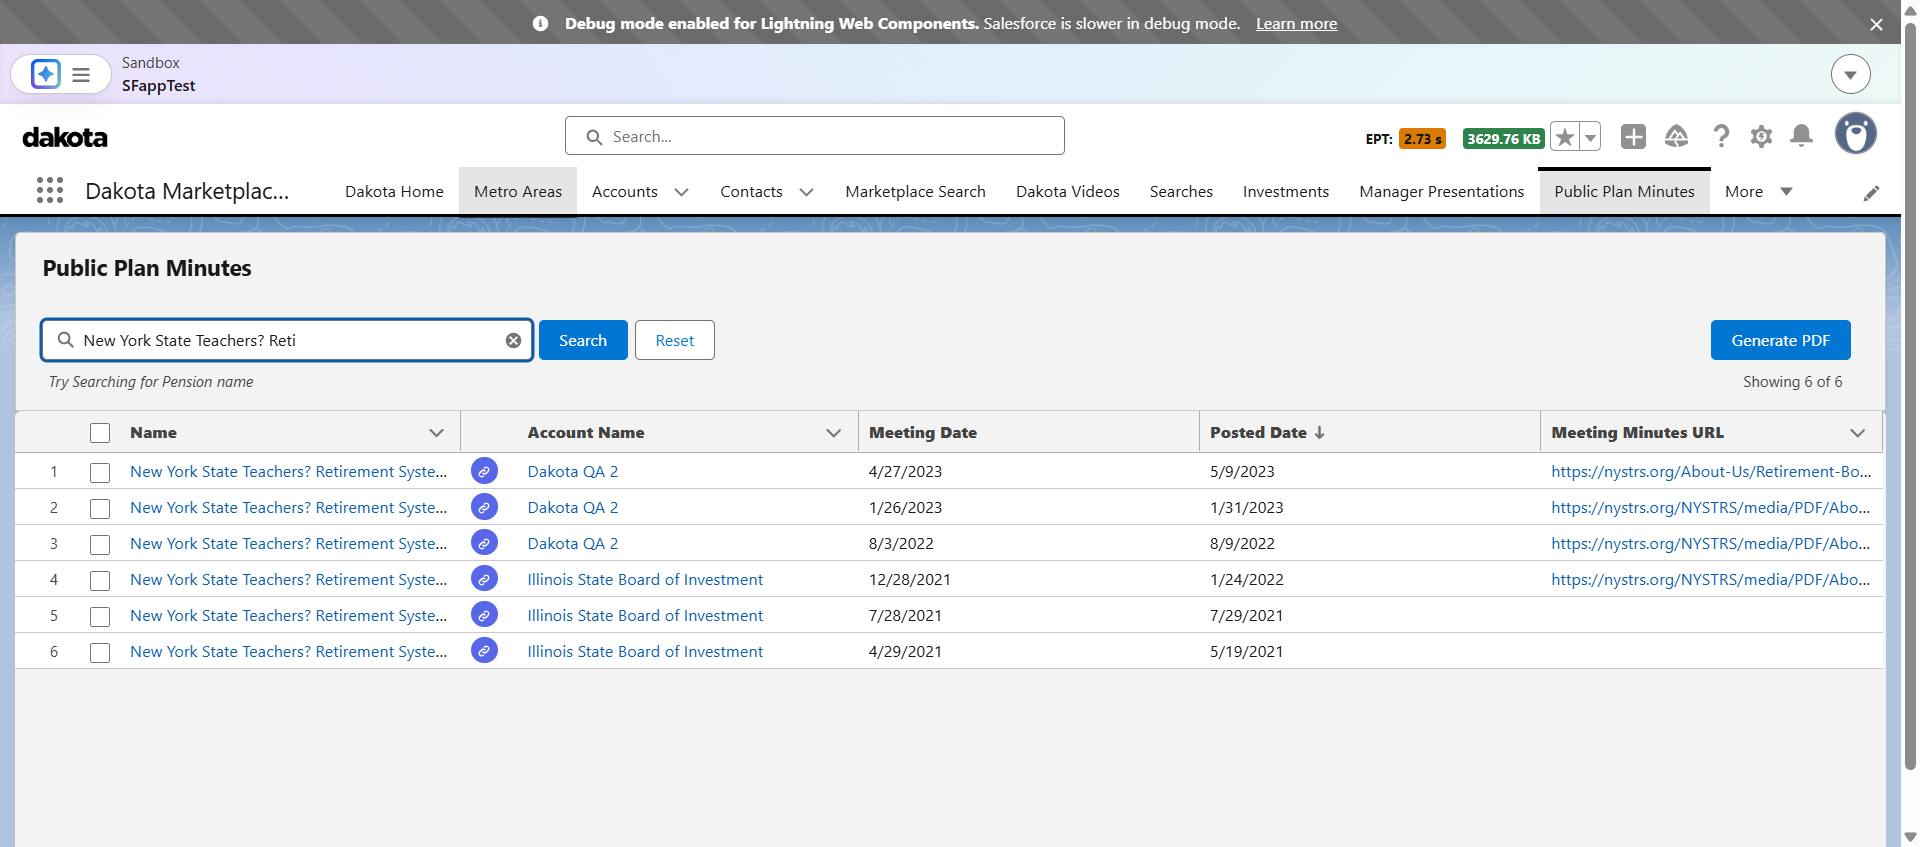 Debug mode enabled for Lightning Web Components. Salesforce is slower in debug mode. Learn more
Sandbox
SFappTest
dakota
Search...
EPT: 2.73 s 3629.76 KB
Dakota Marketplac...
Dakota Home Metro Areas Accounts Contacts Marketplace Search Dakota Videos Searches Investments Manager Presentations Public Plan Minutes More
Public Plan Minutes
New York State Teachers? Reti
Search
Reset
Generate PDF
Try Searching for Pension name
Showing 6 of 6
Name Account Name Meeting Date Posted Date Meeting Minutes URL
1 New York State Teachers? Retirement Syste... Dakota QA 2 4/27/2023 5/9/2023 https://nystrs.org/About-Us/Retirement-Bo...
2 New York State Teachers? Retirement Syste... Dakota QA 2 1/26/2023 1/31/2023 https://nystrs.org/NYSTRS/media/PDF/Abo...
3 New York State Teachers? Retirement Syste... Dakota QA 2 8/3/2022 8/9/2022 https://nystrs.org/NYSTRS/media/PDF/Abo...
4 New York State Teachers? Retirement Syste... Illinois State Board of Investment 12/28/2021 1/24/2022 https://nystrs.org/NYSTRS/media/PDF/Abo...
5 New York State Teachers? Retirement Syste... Illinois State Board of Investment 7/28/2021 7/29/2021
6 New York State Teachers? Retirement Syste... Illinois State Board of Investment 4/29/2021 5/19/2021